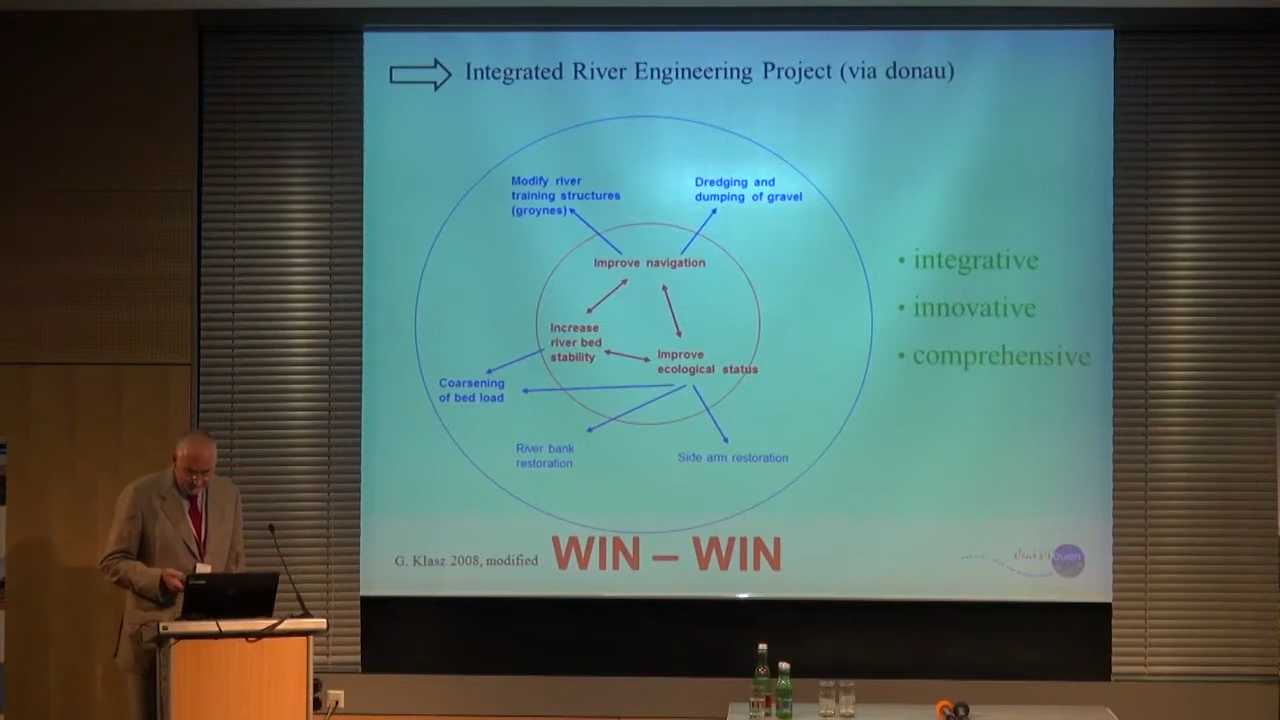 Integrated River Engineering Project (via donau)
Modify river
training structures
(groynes)
Dredging and
dumping of gravel
Improve navigation
Increase
river bed
stability
Improve
ecological status
Coarsening
of bed load
River bank
restoration
Side arm restoration
• integrative
• innovative
• comprehensive
G. Klasz 2008, modified
WIN – WIN